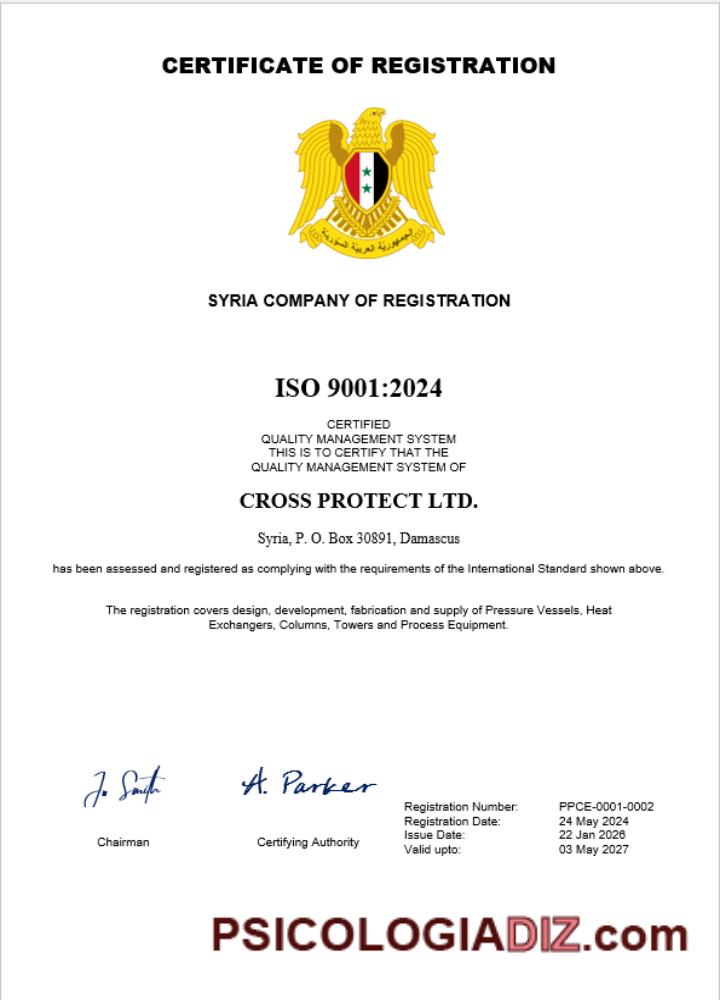 CERTIFICATE OF REGISTRATION
الجمهورية العربية السورية
SYRIA COMPANY OF REGISTRATION
ISO 9001:2024
CERTIFIED
QUALITY MANAGEMENT SYSTEM
THIS IS TO CERTIFY THAT THE
QUALITY MANAGEMENT SYSTEM OF
CROSS PROTECT LTD.
Syria, P. O. Box 30891, Damascus
has been assessed and registered as complying with the requirements of the International Standard shown above.
The registration covers design, development, fabrication and supply of Pressure Vessels, Heat
Exchangers, Columns, Towers and Process Equipment.
J. Smith
A. Parker
Chairman
Certifying Authority
Registration Number: PPCE-0001-0002
Registration Date: 24 May 2024
Issue Date: 22 Jan 2026
Valid upto: 03 May 2027
PSICOLOGIADIZ.com